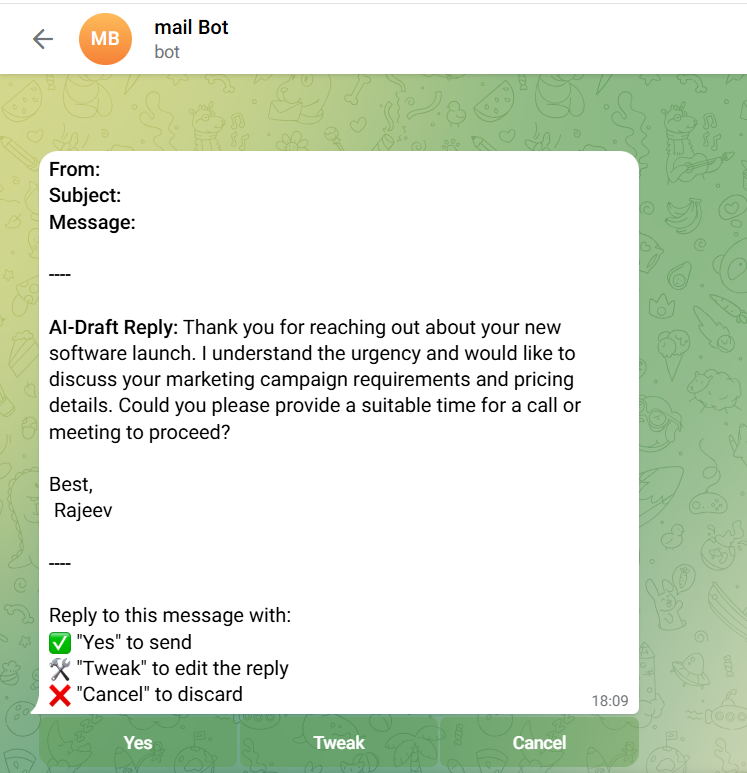 MB
mail Bot
bot
From:
Subject:
Message:
----
AI-Draft Reply: Thank you for reaching out about your new
software launch. I understand the urgency and would like to
discuss your marketing campaign requirements and pricing
details. Could you please provide a suitable time for a call or
meeting to proceed?
Best,
Rajeev
----
Reply to this message with:
✅ "Yes" to send
🛠 "Tweak" to edit the reply
❌ "Cancel" to discard
18:09
Yes
Tweak
Cancel